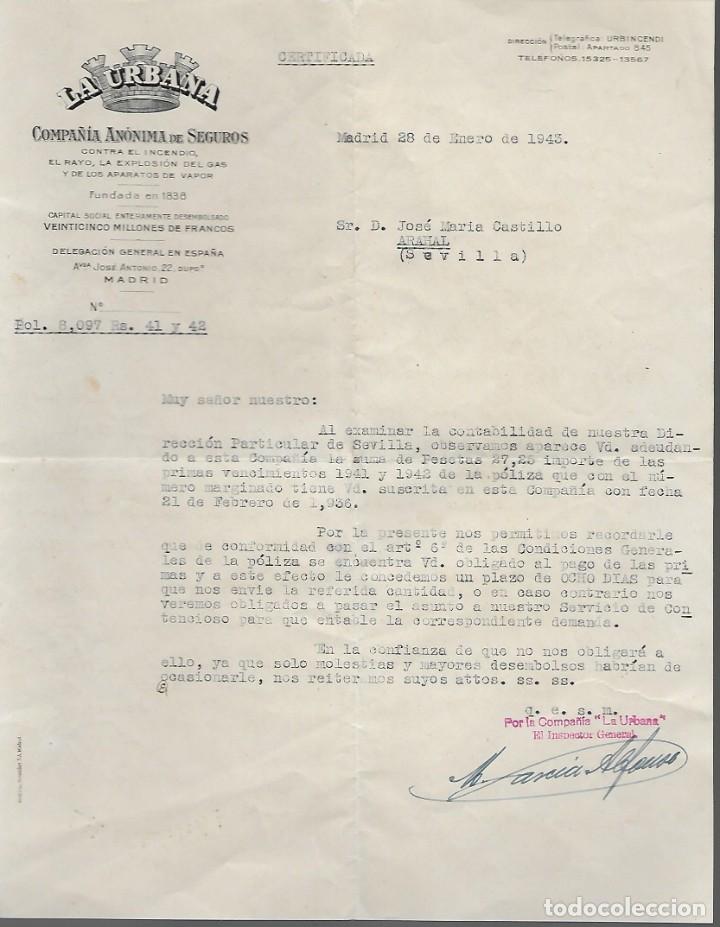 LA URBANA
COMPAÑÍA ANÓNIMA DE SEGUROS
CONTRA EL INCENDIO,
EL RAYO, LA EXPLOSIÓN DEL GAS
Y DE LOS APARATOS DE VAPOR
Fundada en 1838
CAPITAL SOCIAL ENTERAMENTE DESEMBOLSADO
VEINTICINCO MILLONES DE FRANCOS
DELEGACIÓN GENERAL EN ESPAÑA
AVDA JOSÉ ANTONIO, 22, DUPDº
MADRID
Nº
Pol. 8,097 Rs. 41 y 42
CERTIFICADA
DIRECCIÓN Telegráfica: URBINCENDI
Postal: APARTADO 845
TELEFONOS. 15325-13567
Madrid 28 de Enero de 1943.
Sr. D. José Maria Castillo
ARAHAL
(Sevilla)
Muy señor nuestro:
Al examinar la contabilidad de nuestra Di-
rección Particular de Sevilla, observamos aparece Vd. adeudan-
do a esta Compañía la suma de Pesetas 27,25 importe de las
primas vencimientos 1941 y 1942 de la póliza que con el nú-
mero marginado tiene Vd. suscrita en esta Compañía con fecha
21 de Febrero de 1,936.
Por la presente nos permitimos recordarle
que de conformidad con el artº 6º de las Condiciones Genera-
les de la póliza se encuentra Vd. obligado al pago de las pri
mas y a este efecto le concedemos un plazo de OCHO DIAS para
que nos envie la referida cantidad, o en caso contrario nos
veremos obligados a pasar el asunto a nuestro Servicio de Con
tencioso para que entable la correspondiente demanda.
En la confianza de que no nos obligará a
ello, ya que solo molestias y mayores desembolsos habrían de
ocasionarle, nos reiter mos suyos attos. ss. ss.
q. e. s. m.
Por la Compañía "La Urbana"
El Inspector General
M. Garcia Alfonso
todocoleccion